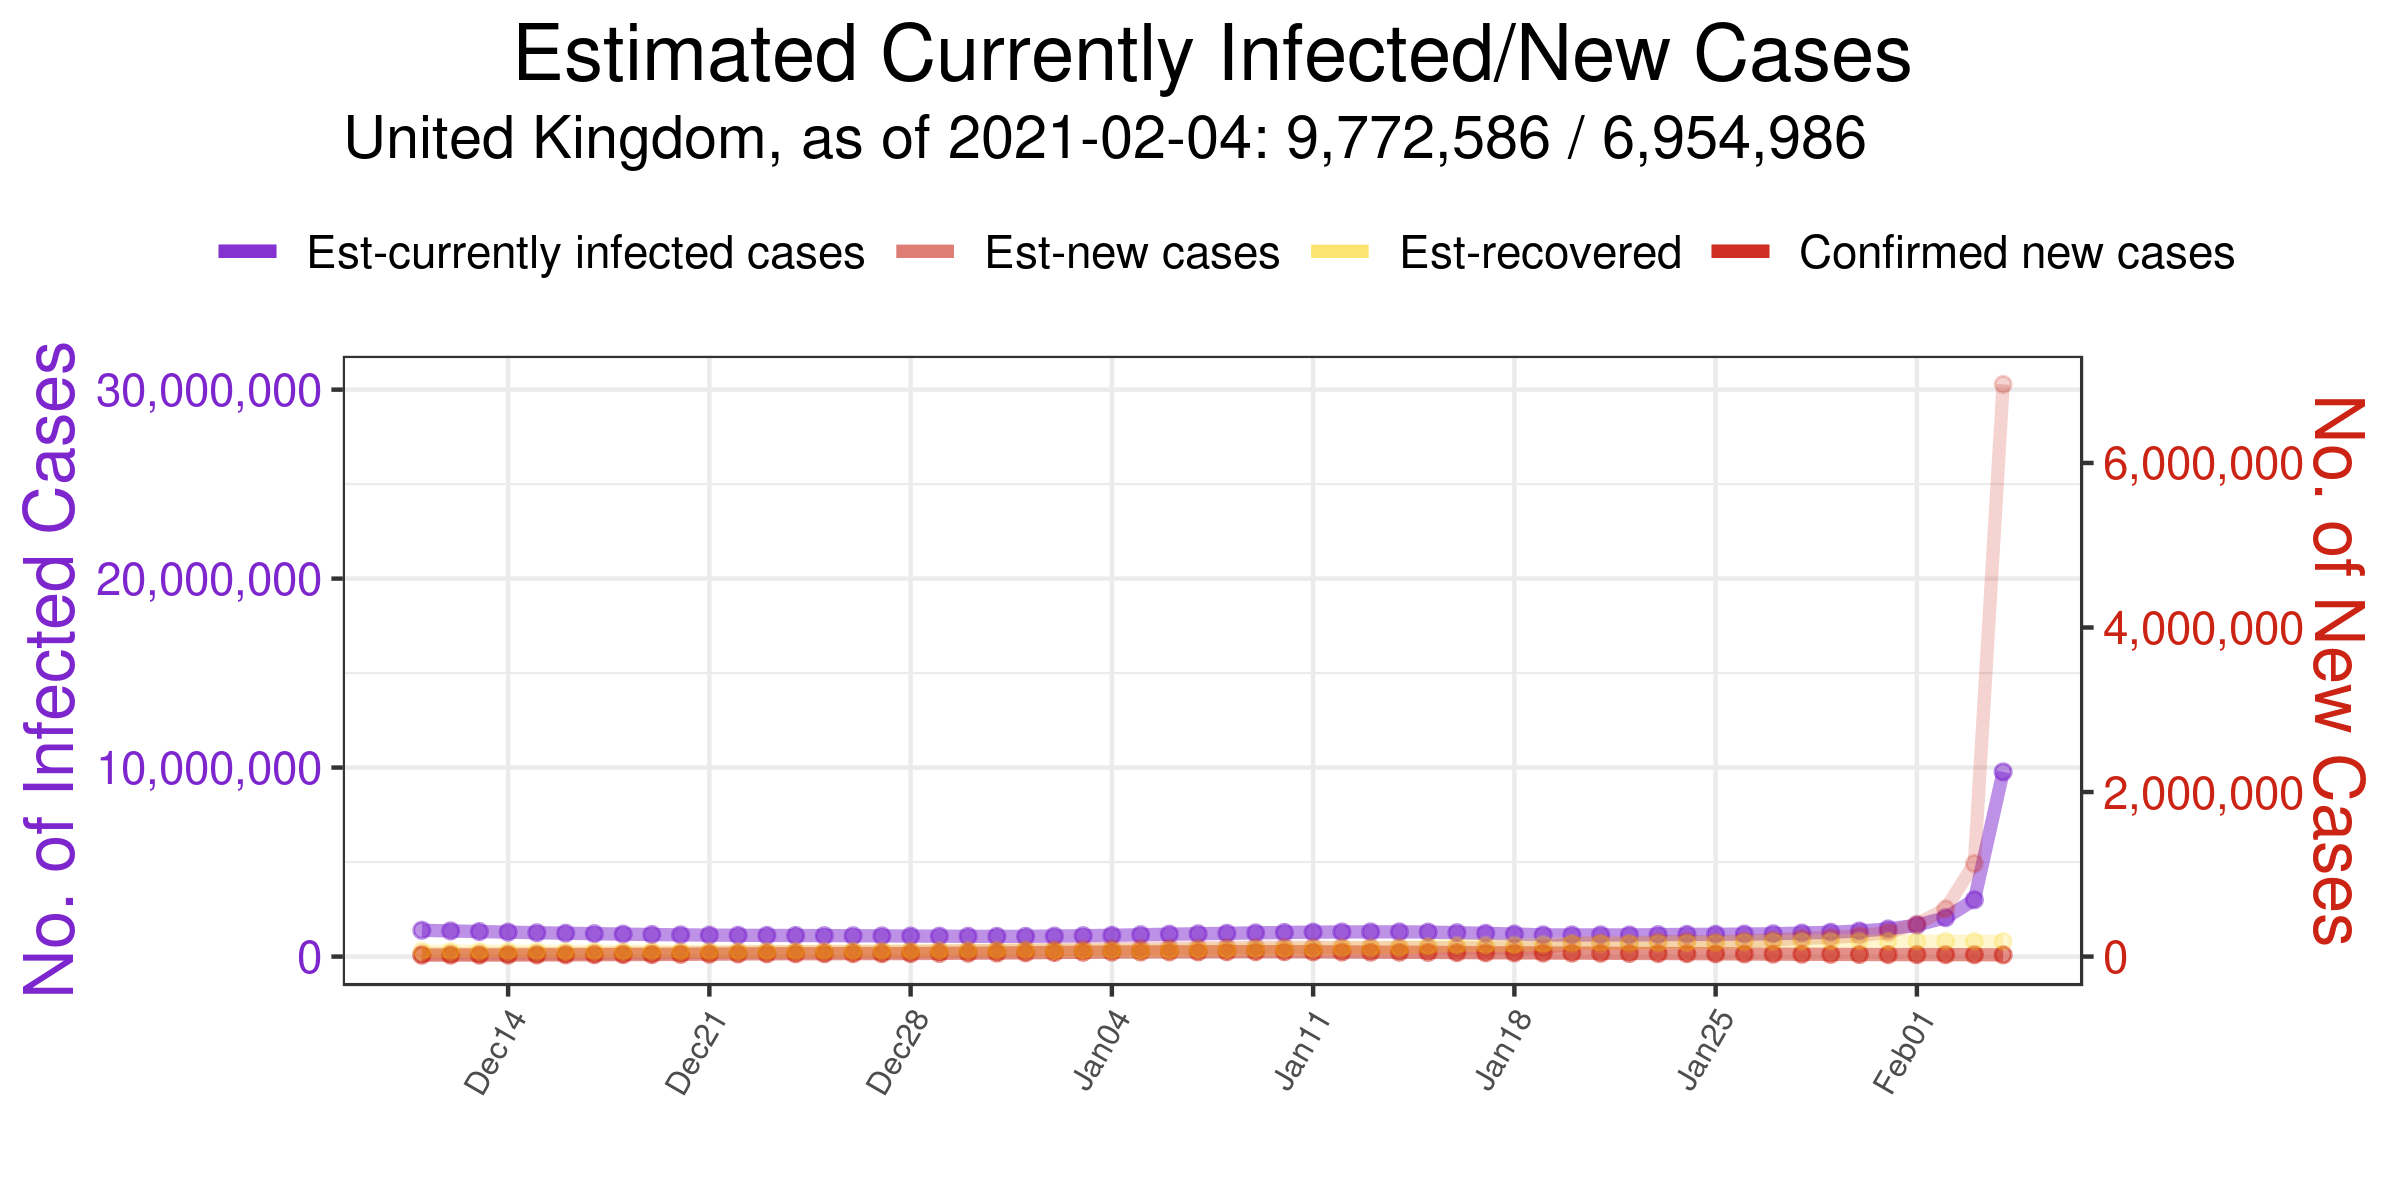 Estimated Currently Infected/New Cases
United Kingdom, as of 2021-02-04: 9,772,586 / 6,954,986
Est-currently infected cases Est-new cases Est-recovered Confirmed new cases
No. of Infected Cases
30,000,000
20,000,000
10,000,000
0
6,000,000
4,000,000
2,000,000
0
No. of New Cases
Dec14 Dec21 Dec28 Jan04 Jan11 Jan18 Jan25 Feb01